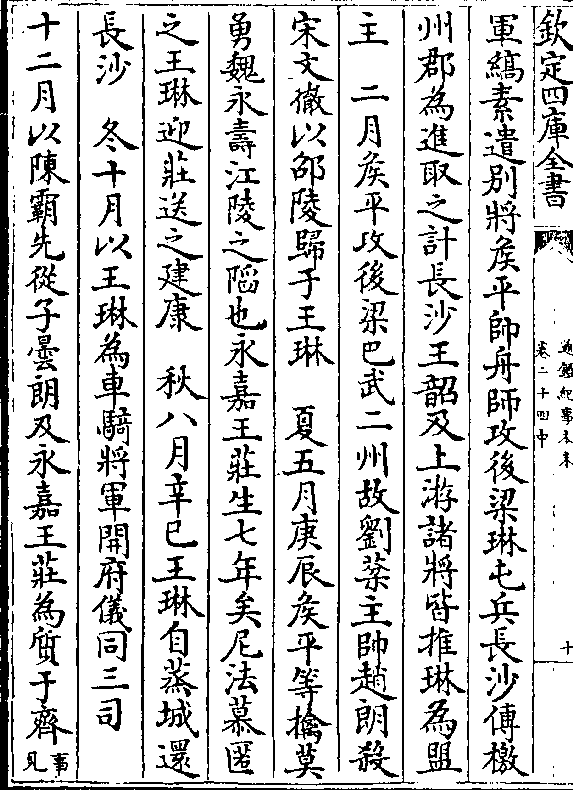 欽定四庫全書
通鑑紀事本末
卷二十四中
十
軍縞素遣别將矦平帥舟師攻後梁琳屯兵長沙傳檄
州郡為進取之計長沙王韶及上游諸將皆推琳為盟
主　二月矦平攻後梁巴武二州故劉棻主帥趙朗殺
宋文徹以邵陵歸于王琳　夏五月庚辰矦平等擒莫
勇魏永壽江陵之䧟也永嘉王莊生七年矣尼法慕匿
之王琳迎莊送之建康　秋八月辛巳王琳自蒸城還
長沙　冬十月以王琳為車騎將軍開府儀同三司
十二月以陳霸先從子曇朗及永嘉王莊為質于齊事見